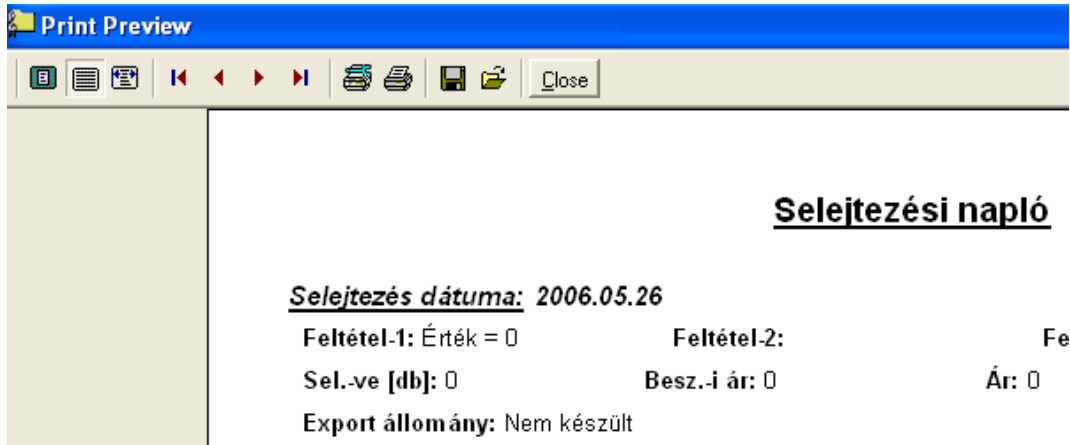 Print Preview
Close
Selejtezési napló
Selejtezés dátuma: 2006.05.26
Feltétel-1: Érték = 0 Feltétel-2: Fe
Sel.-ve [db]: 0 Besz.-i ár: 0 Ár: 0
Export állomány: Nem készült